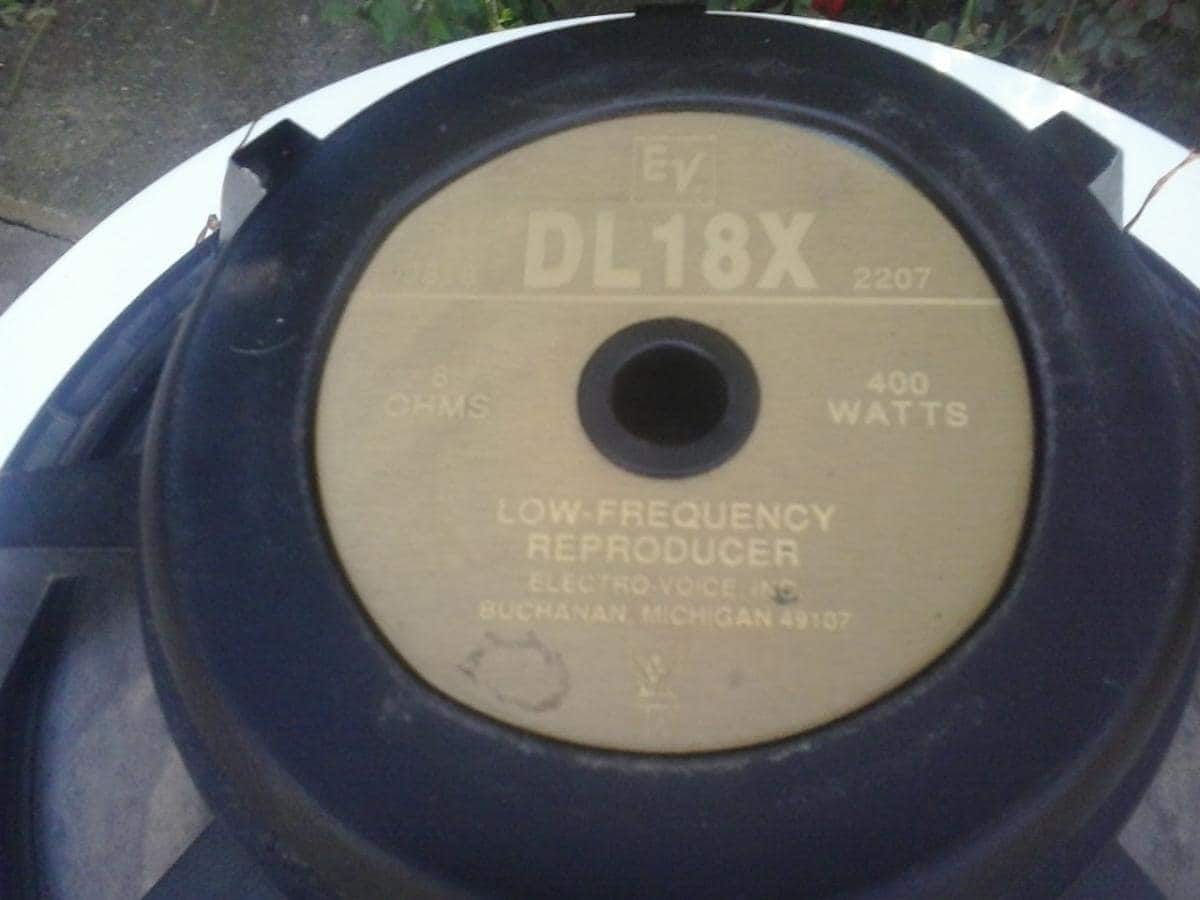 EV
DL18X
2207
8
OHMS
400
WATTS
LOW-FREQUENCY
REPRODUCER
ELECTRO-VOICE, INC.
BUCHANAN, MICHIGAN 49107